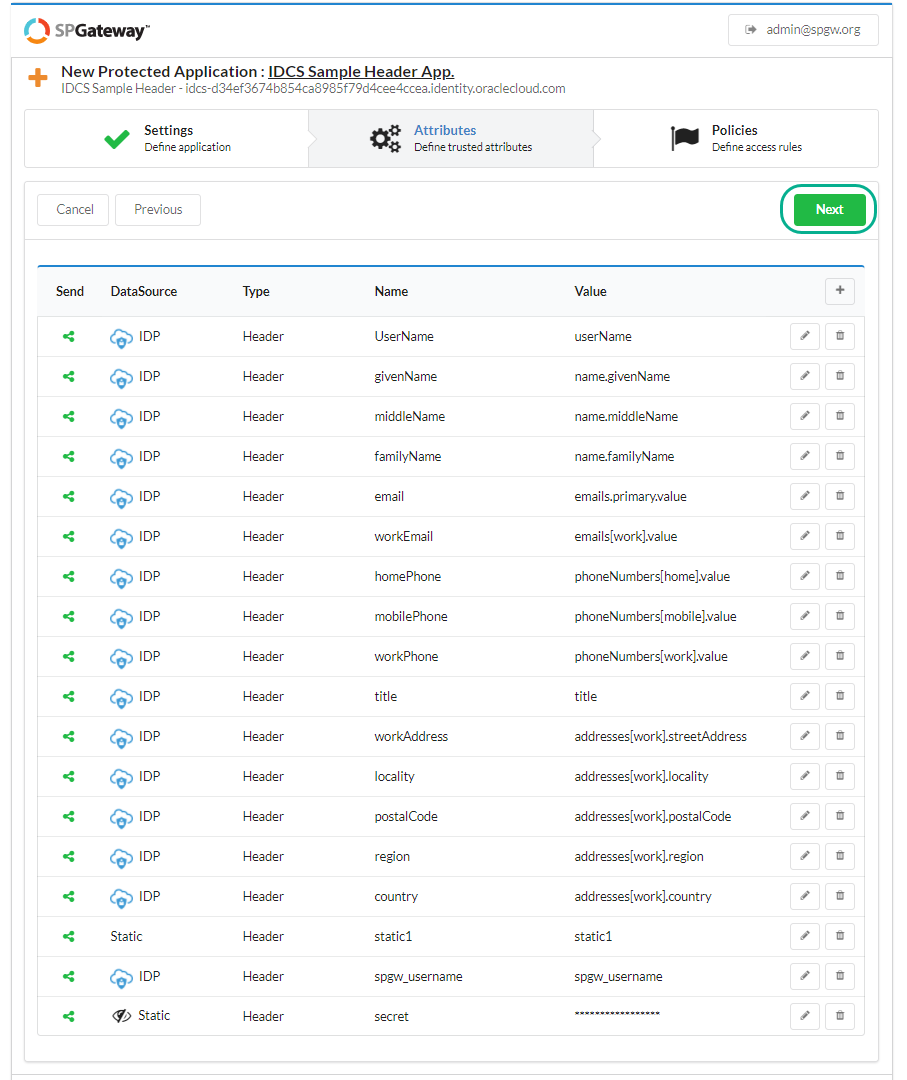 SPGateway™
admin@spgw.org
New Protected Application : IDCS Sample Header App.
IDCS Sample Header - idcs-d34ef3674b854ca8985f79d4cee4ccea.identity.oraclecloud.com
Settings
Define application
Attributes
Define trusted attributes
Policies
Define access rules
Cancel Previous Next
Send DataSource Type Name Value +
IDP Header UserName userName
IDP Header givenName name.givenName
IDP Header middleName name.middleName
IDP Header familyName name.familyName
IDP Header email emails.primary.value
IDP Header workEmail emails[work].value
IDP Header homePhone phoneNumbers[home].value
IDP Header mobilePhone phoneNumbers[mobile].value
IDP Header workPhone phoneNumbers[work].value
IDP Header title title
IDP Header workAddress addresses[work].streetAddress
IDP Header locality addresses[work].locality
IDP Header postalCode addresses[work].postalCode
IDP Header region addresses[work].region
IDP Header country addresses[work].country
Static Header static1 static1
IDP Header spgw_username spgw_username
Static Header secret *****************